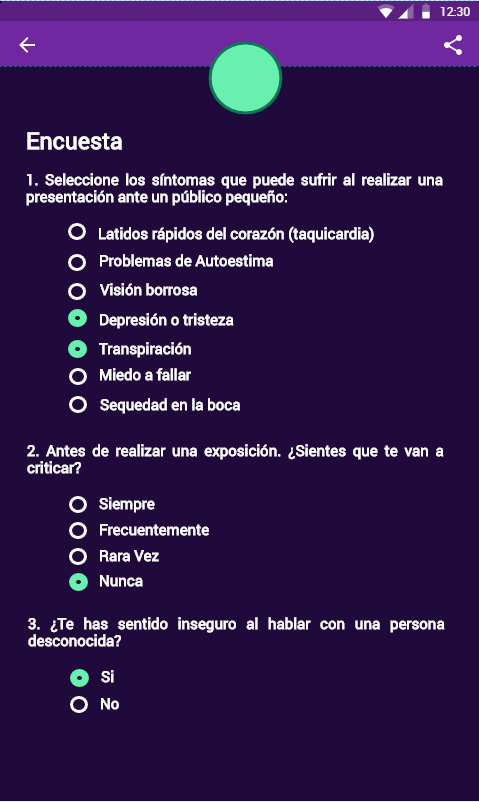 12:30
Encuesta
1. Seleccione los síntomas que puede sufrir al realizar una
presentación ante un público pequeño:
Latidos rápidos del corazón (taquicardia)
Problemas de Autoestima
Visión borrosa
Depresión o tristeza
Transpiración
Miedo a fallar
Sequedad en la boca
2. Antes de realizar una exposición. ¿Sientes que te van a
criticar?
Siempre
Frecuentemente
Rara Vez
Nunca
3. ¿Te has sentido inseguro al hablar con una persona
desconocida?
Si
No